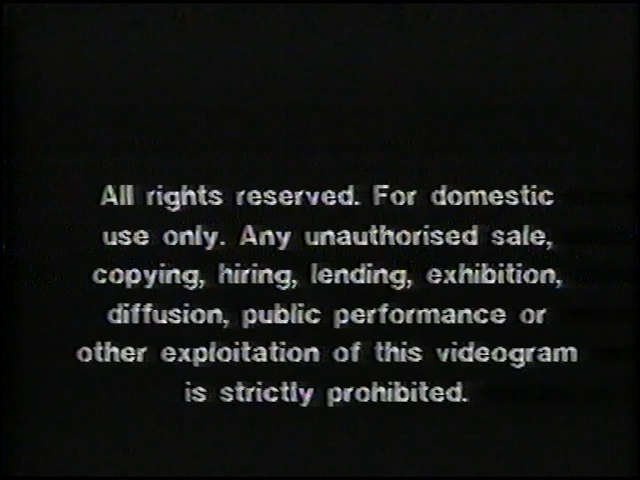 All rights reserved. For domestic
use only. Any unauthorised sale,
copying, hiring, lending, exhibition,
diffusion, public performance or
other exploitation of this videogram
is strictly prohibited.